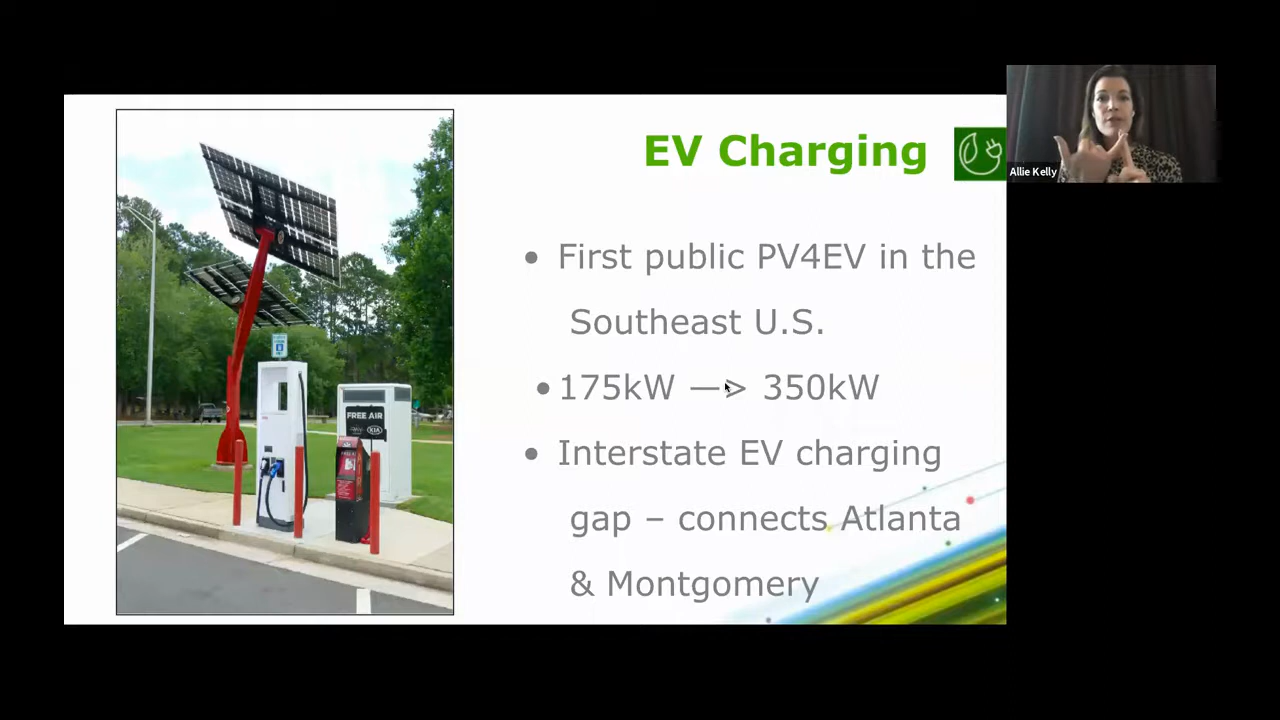 EV Charging
Allie Kelly
• First public PV4EV in the
Southeast U.S.
• 175kW —> 350kW
• Interstate EV charging
gap – connects Atlanta
& Montgomery
FREE AIR
KIA